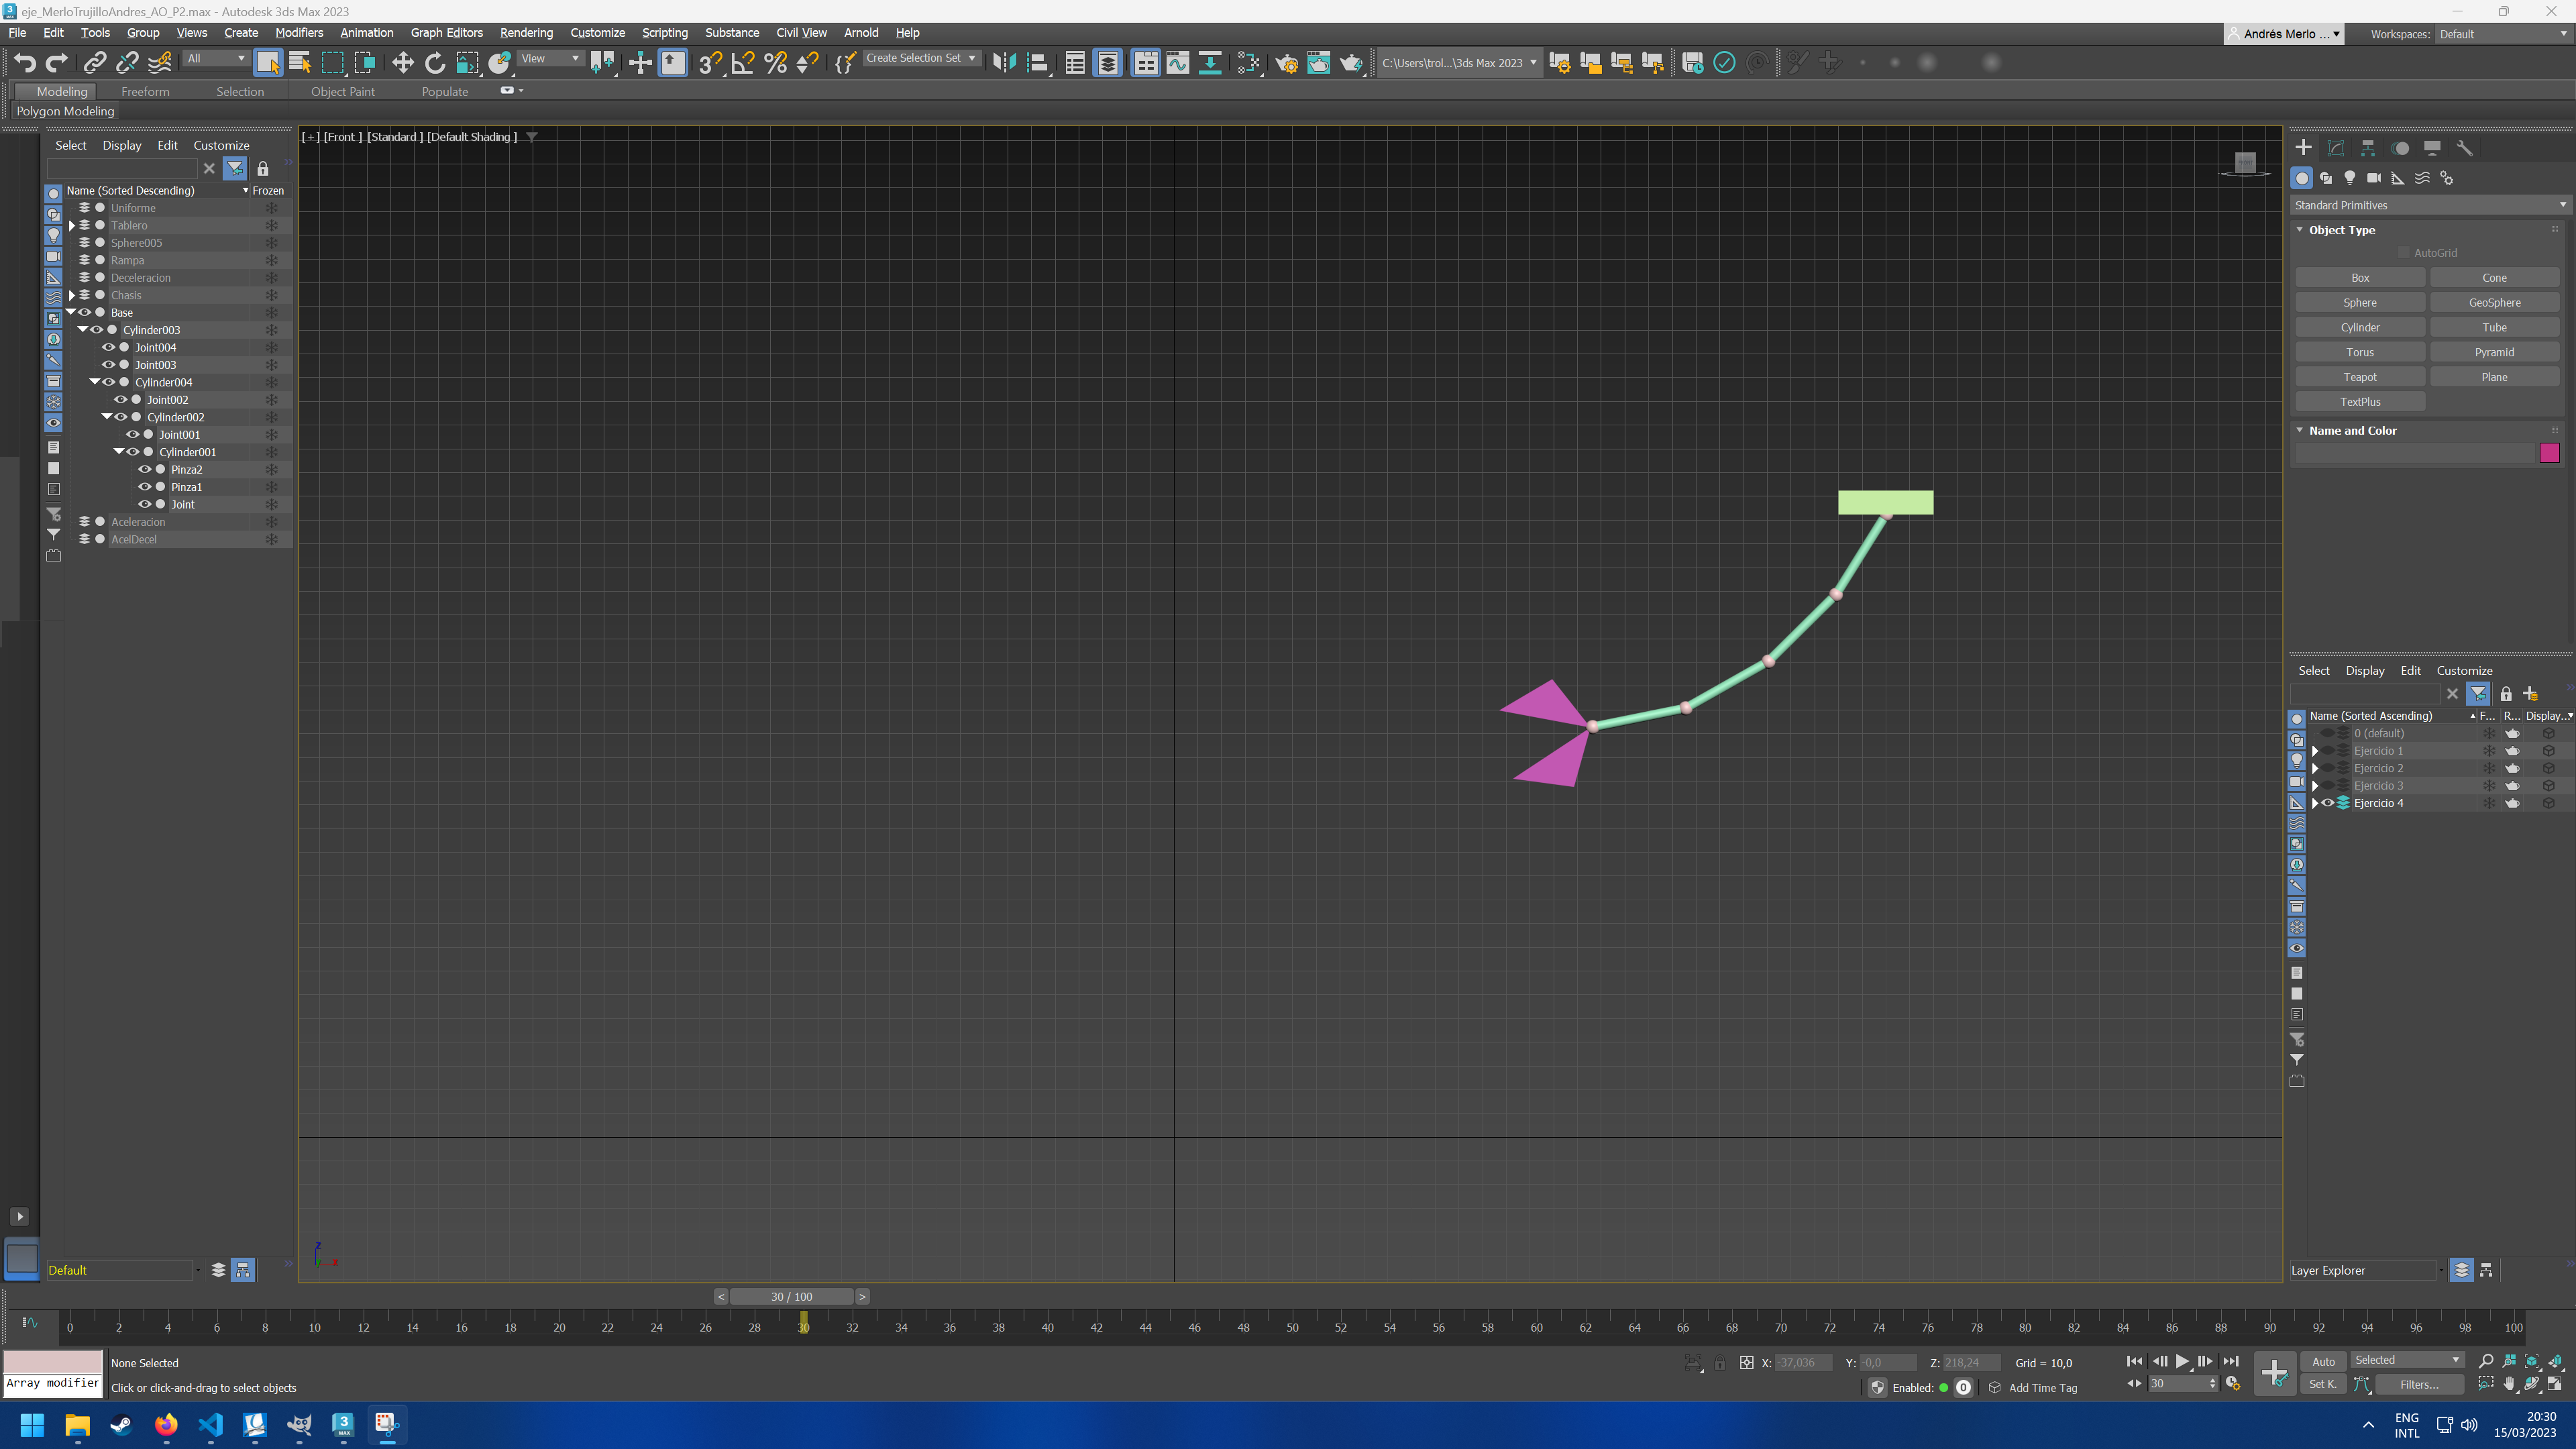 eje_MerloTrujilloAndres_AO_P2.max - Autodesk 3ds Max 2023
File Edit Tools Group Views Create Modifiers Animation Graph Editors Rendering Customize Scripting Substance Civil View Arnold Help
Andrés Merlo ... Workspaces: Default
All View Create Selection Set C:\Users\trol...\3ds Max 2023
Modeling Freeform Selection Object Paint Populate
Polygon Modeling
Select Display Edit Customize
Name (Sorted Descending) Frozen
Uniforme
Tablero
Sphere005
Rampa
Deceleracion
Chasis
Base
Cylinder003
Joint004
Joint003
Cylinder004
Joint002
Cylinder002
Joint001
Cylinder001
Pinza2
Pinza1
Joint
Aceleracion
AcelDecel
Default
[+] [Front ] [Standard ] [Default Shading ]
z
x
Standard Primitives
Object Type
AutoGrid
Box Cone
Sphere GeoSphere
Cylinder Tube
Torus Pyramid
Teapot Plane
TextPlus
Name and Color
Select Display Edit Customize
Name (Sorted Ascending) F... R... Display...
0 (default)
Ejercicio 1
Ejercicio 2
Ejercicio 3
Ejercicio 4
Layer Explorer
< 30 / 100 >
0 2 4 6 8 10 12 14 16 18 20 22 24 26 28 30 32 34 36 38 40 42 44 46 48 50 52 54 56 58 60 62 64 66 68 70 72 74 76 78 80 82 84 86 88 90 92 94 96 98 100
None Selected
X: -37,036 Y: -0,0 Z: 218,24 Grid = 10,0
Auto Selected
Array modifier
Click or click-and-drag to select objects
Enabled: 0 Add Time Tag
30
Set K. Filters...
ENG
INTL
20:30
15/03/2023